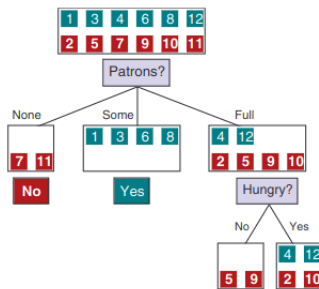 1 3 4 6 8 12
2 5 7 9 10 11
Patrons?
None Some Full
1 3 6 8 4 12
7 11 2 5 9 10
No Yes Hungry?
No Yes
4 12
5 9 2 10